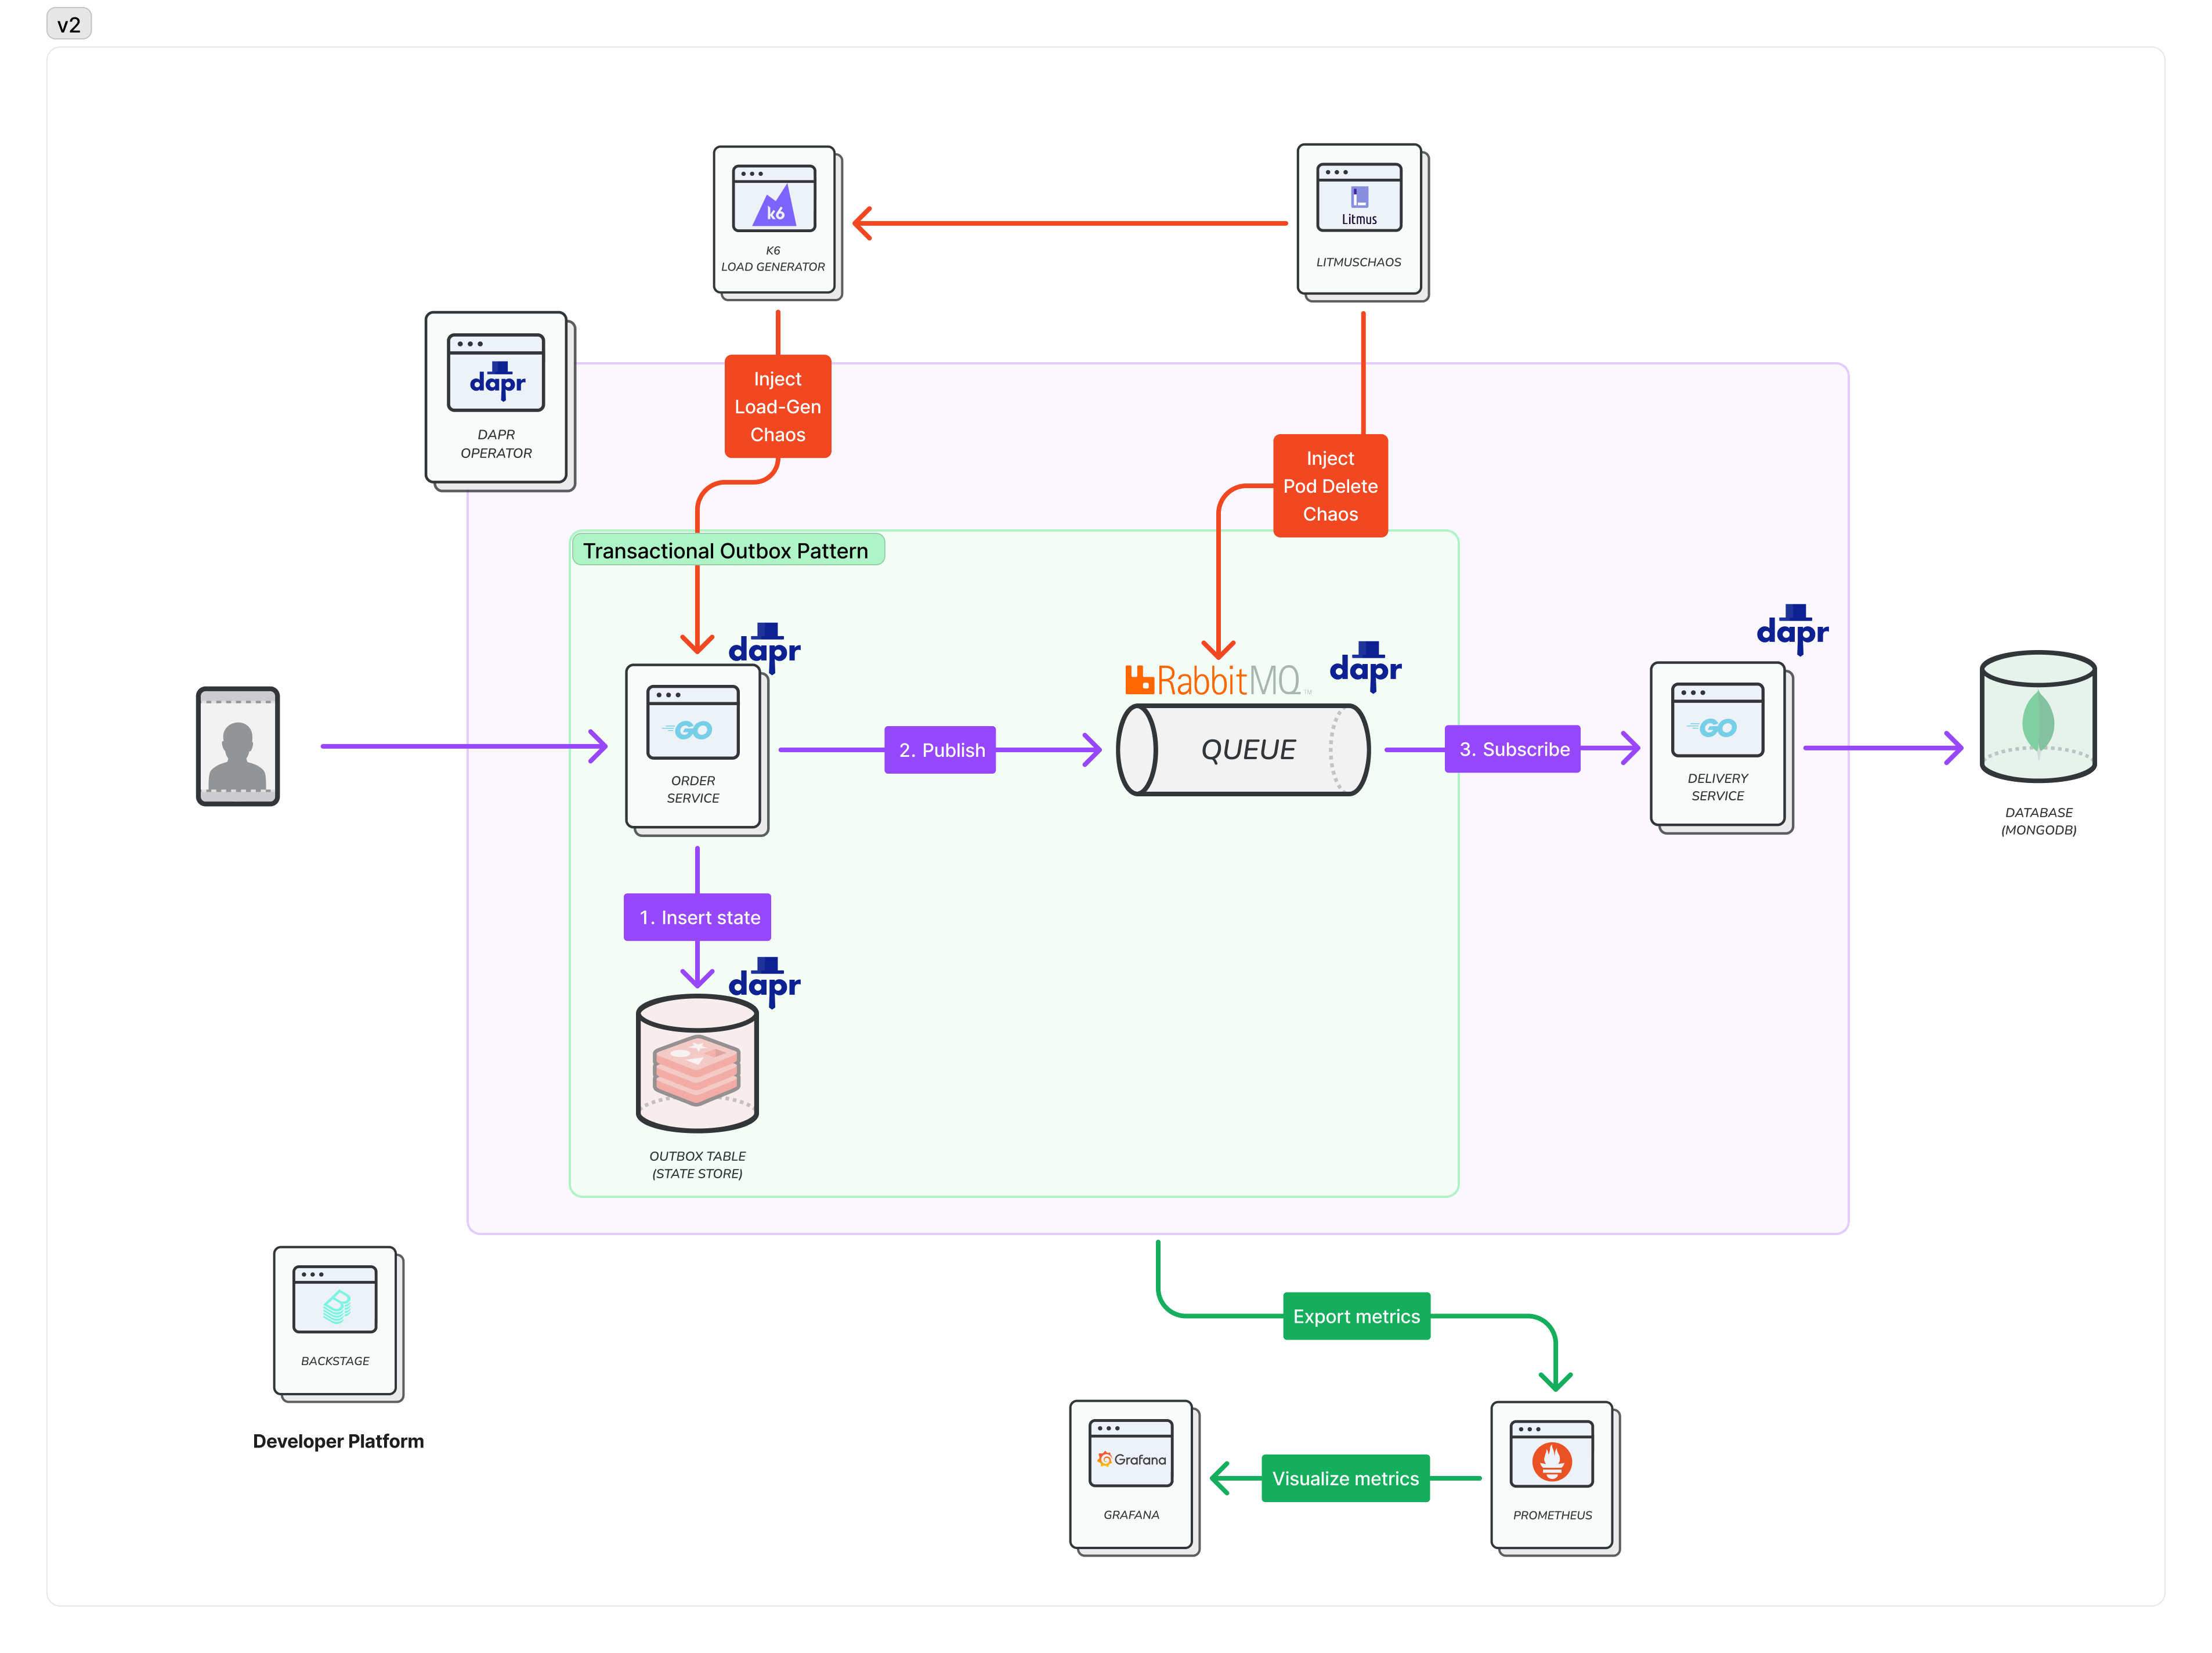 v2
k6
K6
LOAD GENERATOR
Litmus
LITMUSCHAOS
dapr
DAPR
OPERATOR
Inject
Load-Gen
Chaos
Inject
Pod Delete
Chaos
Transactional Outbox Pattern
dapr
GO
ORDER
SERVICE
2. Publish
RabbitMQ™
dapr
QUEUE
3. Subscribe
dapr
GO
DELIVERY
SERVICE
DATABASE
(MONGODB)
1. Insert state
dapr
OUTBOX TABLE
(STATE STORE)
BACKSTAGE
Developer Platform
Export metrics
Grafana
GRAFANA
Visualize metrics
PROMETHEUS